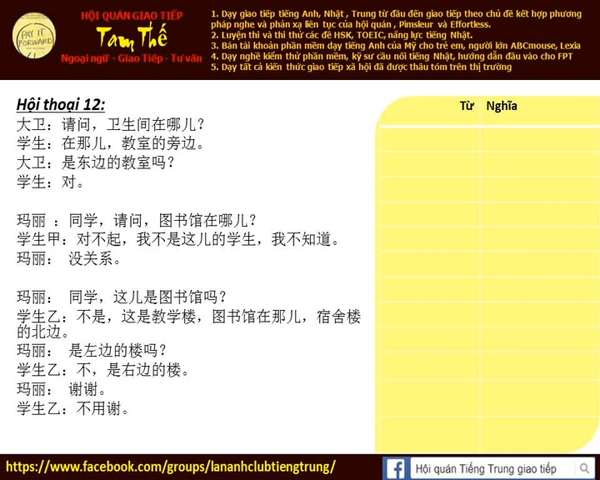 PAY IT
FORWARD
HỘI QUÁN GIAO TIẾP
Tam Thế
Ngoại ngữ - Giao Tiếp - Tư vấn
1. Dạy giao tiếp tiếng Anh, Nhật , Trung từ đầu đến giao tiếp theo chủ đề kết hợp phương
pháp nghe và phản xạ liên tục của hội quán , Pimsleur và Effortless.
2. Luyện thi và thi thử các đề HSK, TOEIC, năng lực tiếng Nhật.
3. Bán tài khoản phần mềm dạy tiếng Anh của Mỹ cho trẻ em, người lớn ABCmouse, Lexia
4. Dạy nghề kiểm thử phần mềm, kỹ sư cầu nối tiếng Nhật, hướng dẫn đầu vào cho FPT
5. Dạy tất cả kiến thức giao tiếp xã hội đã được thâu tóm trên thị trường
Hội thoại 12:
大卫：请问，卫生间在哪儿？
学生：在那儿，教室的旁边。
大卫：是东边的教室吗？
学生：对。
玛丽 ：同学，请问，图书馆在哪儿？
学生甲：对不起，我不是这儿的学生，我不知道。
玛丽： 没关系。
玛丽： 同学，这儿是图书馆吗？
学生乙：不是，这是教学楼，图书馆在那儿，宿舍楼
的北边。
玛丽： 是左边的楼吗？
学生乙：不，是右边的楼。
玛丽： 谢谢。
学生乙：不用谢。
Từ Nghĩa
https://www.facebook.com/groups/lananhclubtiengtrung/
Hội quán Tiếng Trung giao tiếp